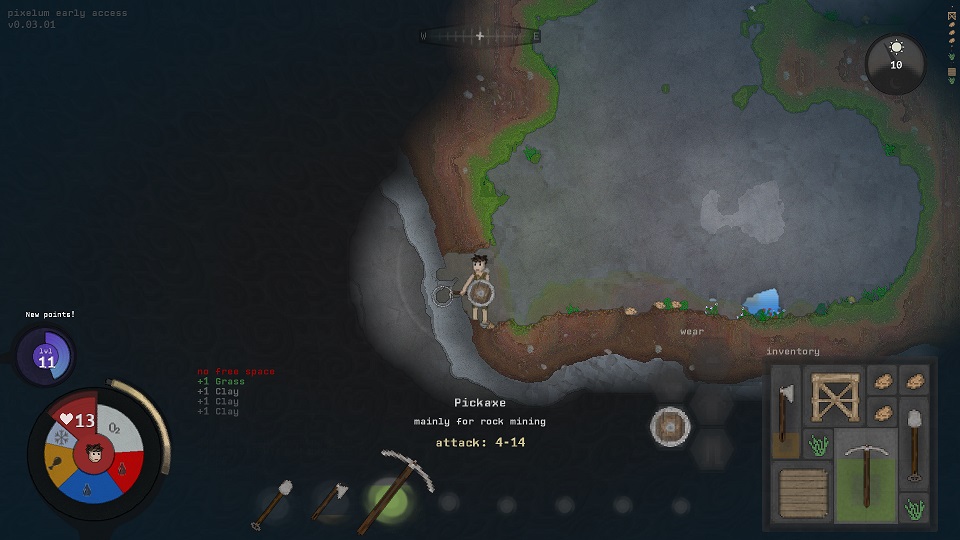 pixelum early access
v0.03.01
W
E
10
New points!
lvl
11
13
O₂
no free space
+1 Grass
+1 Clay
+1 Clay
+1 Clay
Pickaxe
mainly for rock mining
attack: 4-14
wear
inventory